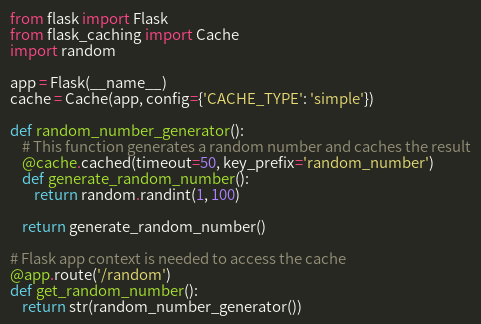 from flask import Flask
from flask_caching import Cache
import random

app = Flask(__name__)
cache = Cache(app, config={'CACHE_TYPE': 'simple'})

def random_number_generator():
    # This function generates a random number and caches the result
    @cache.cached(timeout=50, key_prefix='random_number')
    def generate_random_number():
        return random.randint(1, 100)

    return generate_random_number()

# Flask app context is needed to access the cache
@app.route('/random')
def get_random_number():
    return str(random_number_generator())